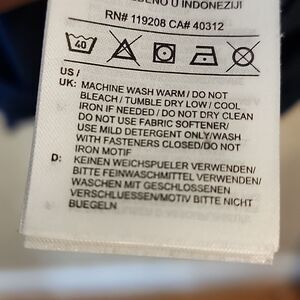 U INDONEZIJI
RN# 119208 CA# 40312
40
US /
UK: MACHINE WASH WARM / DO NOT
BLEACH / TUMBLE DRY LOW / COOL
IRON IF NEEDED / DO NOT DRY CLEAN
DO NOT USE FABRIC SOFTENER/
USE MILD DETERGENT ONLY/WASH
WITH FASTENERS CLOSED/DO NOT
IRON MOTIF
D: KEINEN WEICHSPUELER VERWENDEN/
BITTE FEINWASCHMITTEL VERWENDEN/
WASCHEN MIT GESCHLOSSENEN
VERSCHLUESSEN/MOTIV BITTE NICHT
BUEGELN